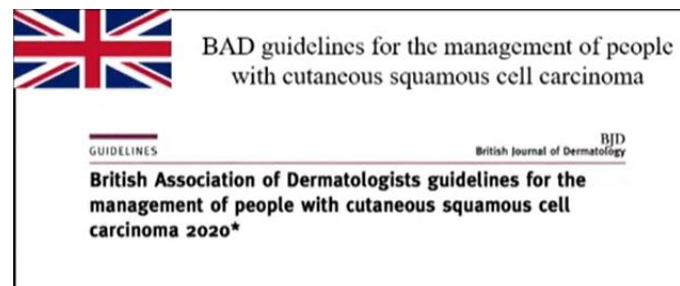 BAD guidelines for the management of people
with cutaneous squamous cell carcinoma
GUIDELINES
BJD
British Journal of Dermatology
British Association of Dermatologists guidelines for the
management of people with cutaneous squamous cell
carcinoma 2020*